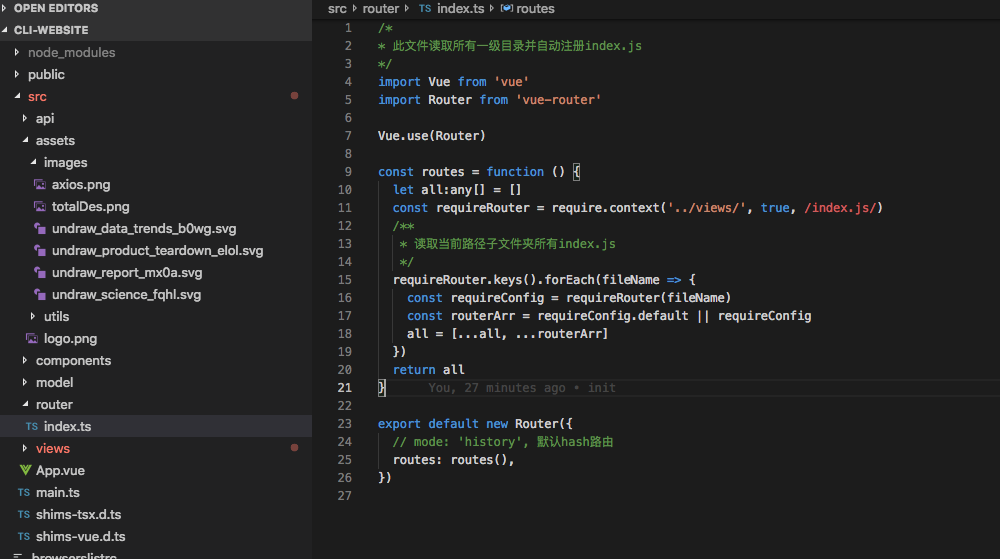 OPEN EDITORS
CLI-WEBSITE
node_modules
public
src
api
assets
images
axios.png
totalDes.png
undraw_data_trends_b0wg.svg
undraw_product_teardown_elol.svg
undraw_report_mx0a.svg
undraw_science_fqhl.svg
utils
logo.png
components
model
router
TS index.ts
views
App.vue
TS main.ts
TS shims-tsx.d.ts
TS shims-vue.d.ts
.browserslistrc
src › router › TS index.ts › routes
1 /*
2 * 此文件读取所有一级目录并自动注册index.js
3 */
4 import Vue from 'vue'
5 import Router from 'vue-router'
6
7 Vue.use(Router)
8
9 const routes = function () {
10 let all:any[] = []
11 const requireRouter = require.context('../views/', true, /index.js/)
12 /**
13 * 读取当前路径子文件夹所有index.js
14 */
15 requireRouter.keys().forEach(fileName => {
16 const requireConfig = requireRouter(fileName)
17 const routerArr = requireConfig.default || requireConfig
18 all = [...all, ...routerArr]
19 })
20 return all
21 } You, 27 minutes ago • init
22
23 export default new Router({
24 // mode: 'history', 默认hash路由
25 routes: routes(),
26 })
27